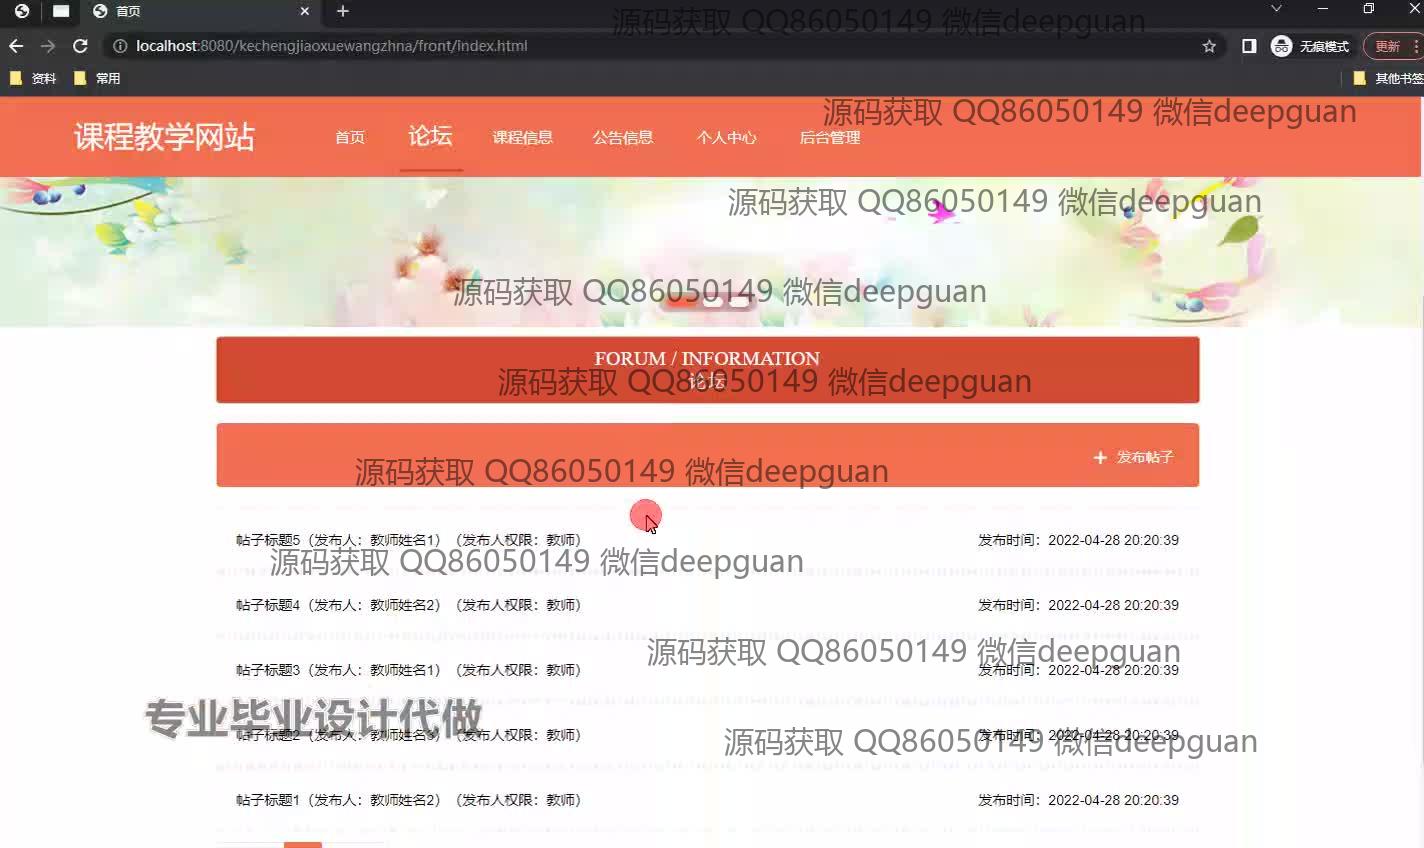 首页
源码获取 QQ86050149 微信deepguan
localhost:8080/kechengjiaoxuewangzhna/front/index.html
无痕模式
更新
资料
常用
其他书签
源码获取 QQ86050149 微信deepguan
课程教学网站
首页
论坛
课程信息
公告信息
个人中心
后台管理
源码获取 QQ86050149 微信deepguan
源码获取 QQ86050149 微信deepguan
FORUM / INFORMATION
论坛
源码获取 QQ86050149 微信deepguan
发布帖子
源码获取 QQ86050149 微信deepguan
帖子标题5（发布人：教师姓名1）（发布人权限：教师）
发布时间：2022-04-28 20:20:39
源码获取 QQ86050149 微信deepguan
帖子标题4（发布人：教师姓名2）（发布人权限：教师）
发布时间：2022-04-28 20:20:39
源码获取 QQ86050149 微信deepguan
帖子标题3（发布人：教师姓名1）（发布人权限：教师）
发布时间：2022-04-28 20:20:39
专业毕业设计代做
帖子标题2（发布人：教师姓名3）（发布人权限：教师）
发布时间：2022-04-28 20:20:39
源码获取 QQ86050149 微信deepguan
帖子标题1（发布人：教师姓名2）（发布人权限：教师）
发布时间：2022-04-28 20:20:39